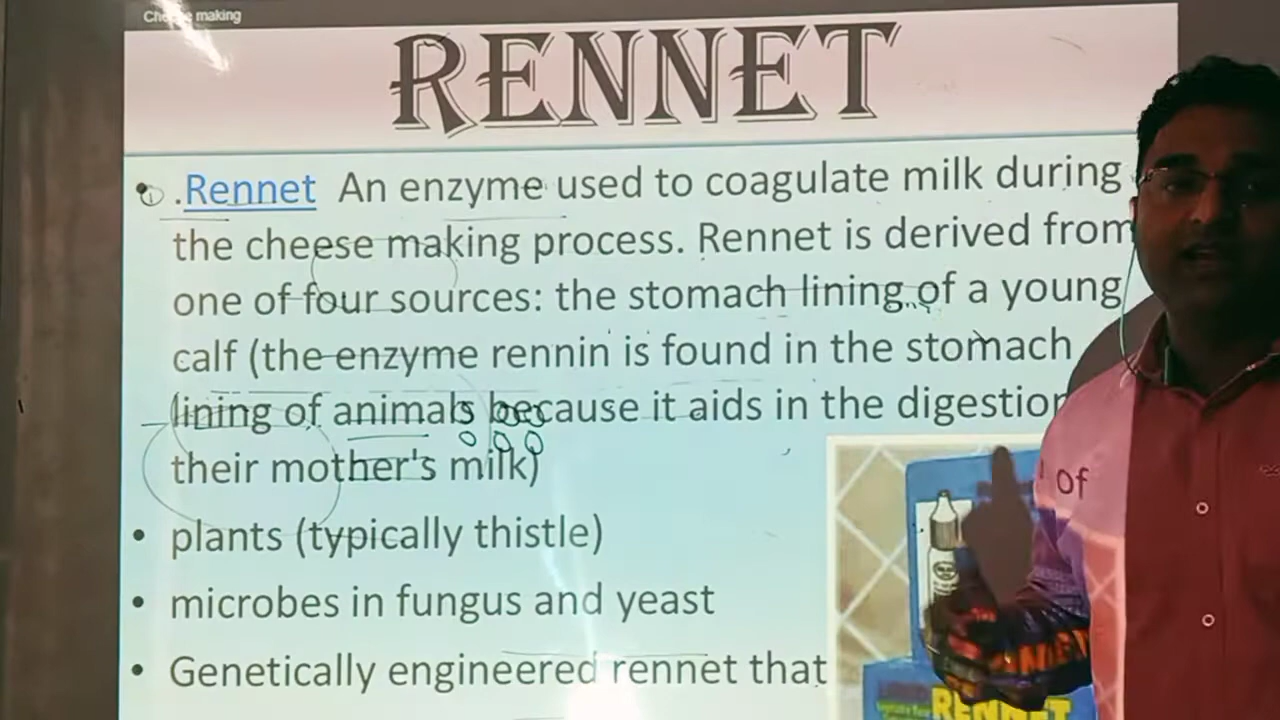 Cheese making
RENNET
.Rennet An enzyme used to coagulate milk during
the cheese making process. Rennet is derived from
one of four sources: the stomach lining of a young
calf (the enzyme rennin is found in the stomach
lining of animals because it aids in the digestion
of
their mother's milk)
• plants (typically thistle)
• microbes in fungus and yeast
• Genetically engineered rennet that
RENNET